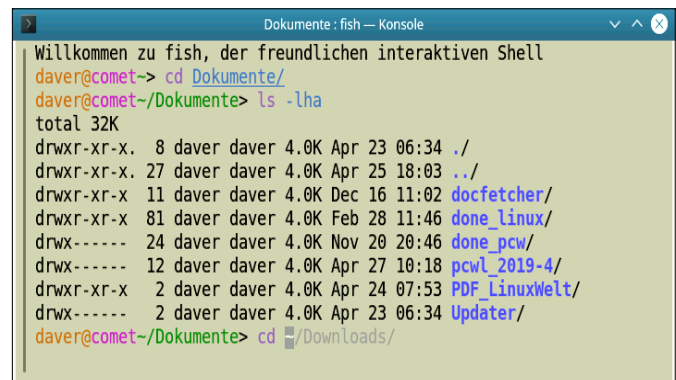 Dokumente : fish — Konsole
Willkommen zu fish, der freundlichen interaktiven Shell
daver@comet~> cd Dokumente/
daver@comet~/Dokumente> ls -lha
total 32K
drwxr-xr-x.  8 daver daver 4.0K Apr 23 06:34 ./
drwxr-xr-x. 27 daver daver 4.0K Apr 25 18:03 ../
drwxr-xr-x  11 daver daver 4.0K Dec 16 11:02 docfetcher/
drwxr-xr-x  81 daver daver 4.0K Feb 28 11:46 done_linux/
drwx------  24 daver daver 4.0K Nov 20 20:46 done_pcw/
drwx------  12 daver daver 4.0K Apr 27 10:18 pcwl_2019-4/
drwxr-xr-x   2 daver daver 4.0K Apr 24 07:53 PDF_LinuxWelt/
drwx------   2 daver daver 4.0K Apr 23 06:34 Updater/
daver@comet~/Dokumente> cd ~/Downloads/